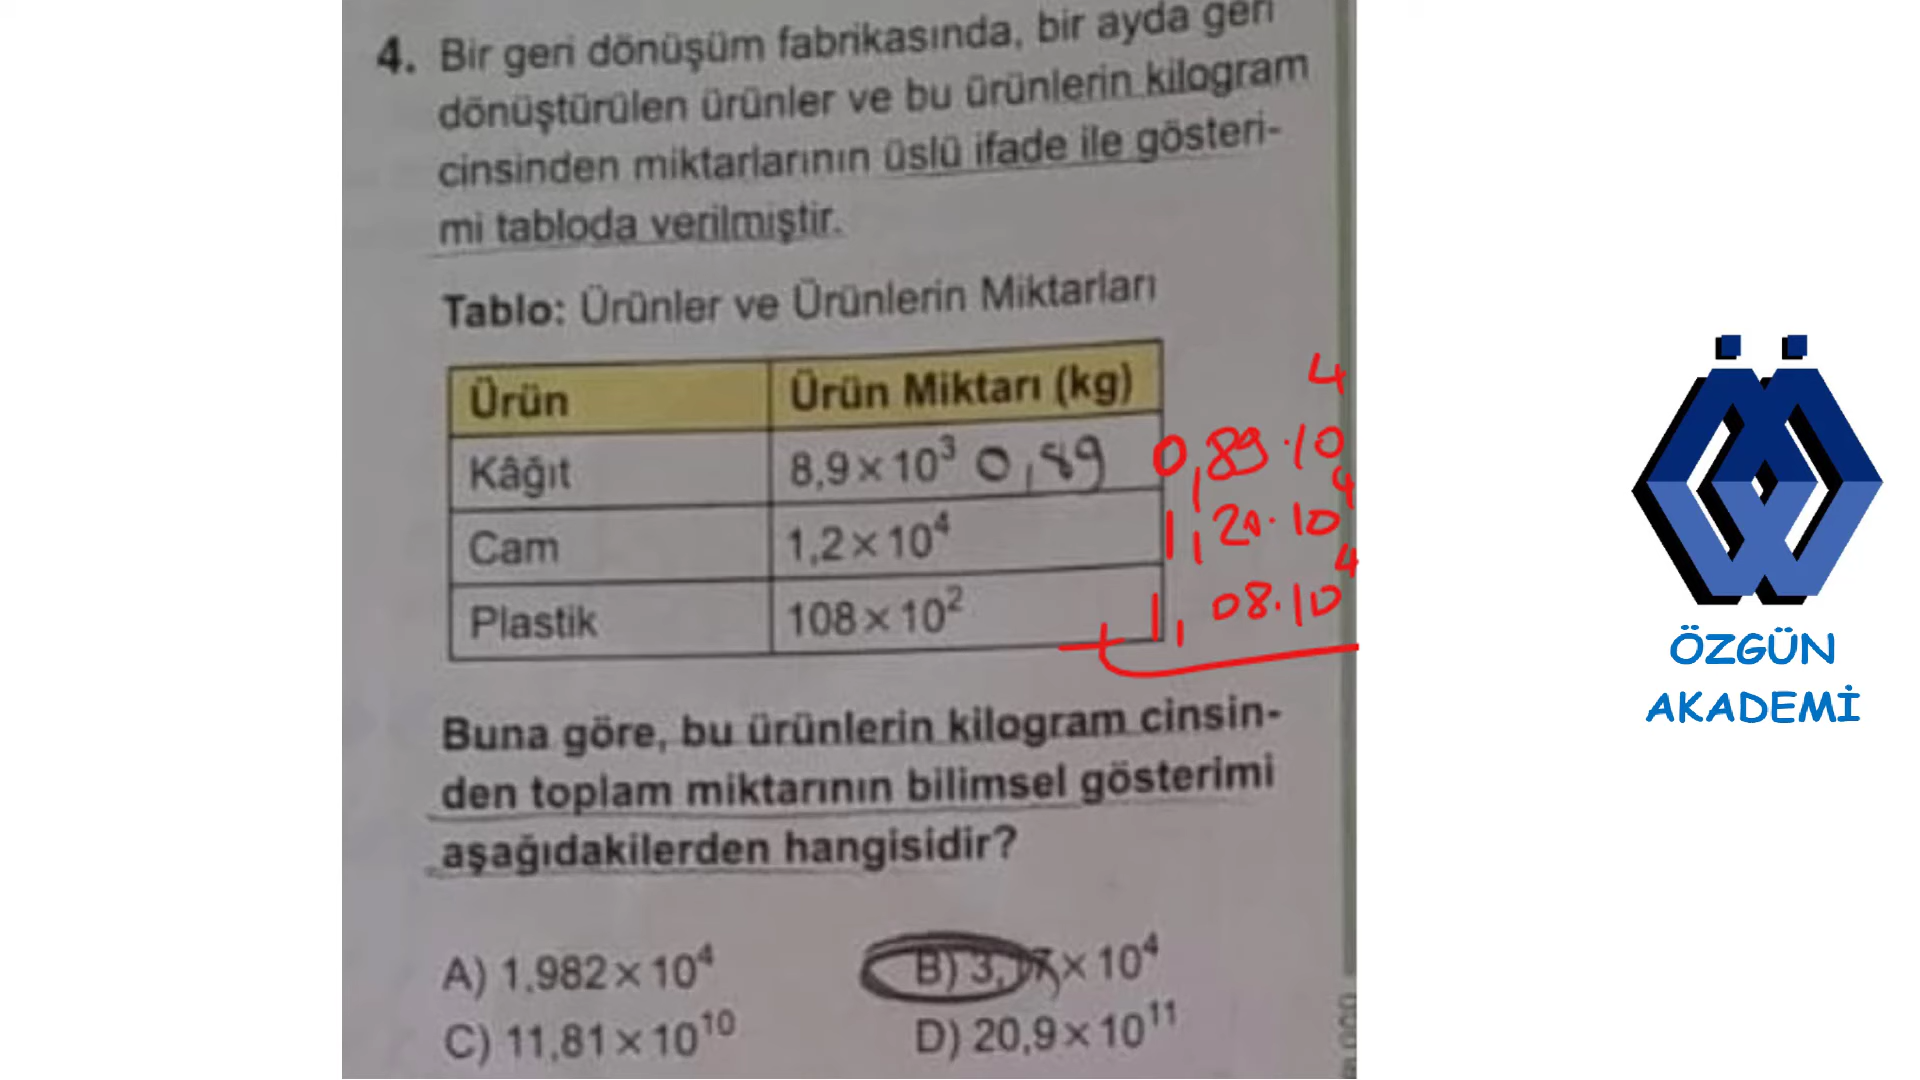 4. Bir geri dönüşüm fabrikasında, bir ayda geri
dönüştürülen ürünler ve bu ürünlerin kilogram
cinsinden miktarlarının üslü ifade ile gösteri-
mi tabloda verilmiştir.
Tablo: Ürünler ve Ürünlerin Miktarları
Ürün Ürün Miktarı (kg)
Kâğıt 8,9 × 10³ 0,89 0,89·10⁴
Cam 1,2 × 10⁴ 1,20·10⁴
Plastik 108 × 10² 1,08·10⁴
+
Buna göre, bu ürünlerin kilogram cinsin-
den toplam miktarının bilimsel gösterimi
aşağıdakilerden hangisidir?
A) 1,982 × 10⁴ B) 3,17 × 10⁴
C) 11,81 × 10¹⁰ D) 20,9 × 10¹¹
ÖZGÜN
AKADEMİ